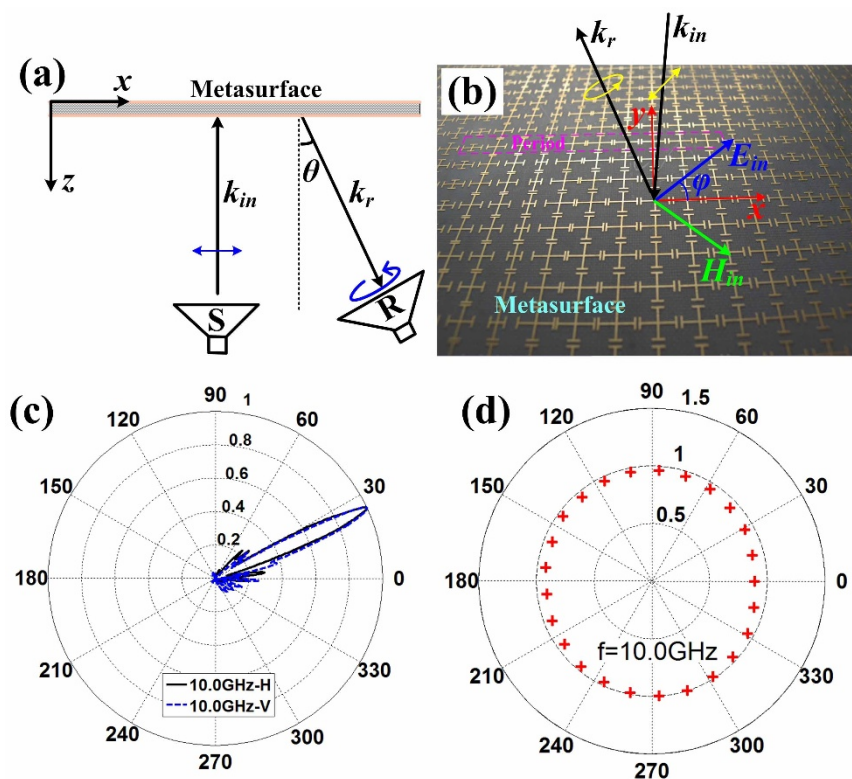 (a)
x
Metasurface
z
k_in
θ
k_r
S
R
(b)
k_r
k_in
y
Period
E_in
φ
x
H_in
Metasurface
(c)
90
1
120
60
0.8
0.6
150
30
0.4
0.2
180
0
210
330
10.0GHz-H
10.0GHz-V
240
300
270
(d)
90
1.5
120
60
1
150
30
0.5
180
0
f=10.0GHz
210
330
240
300
270